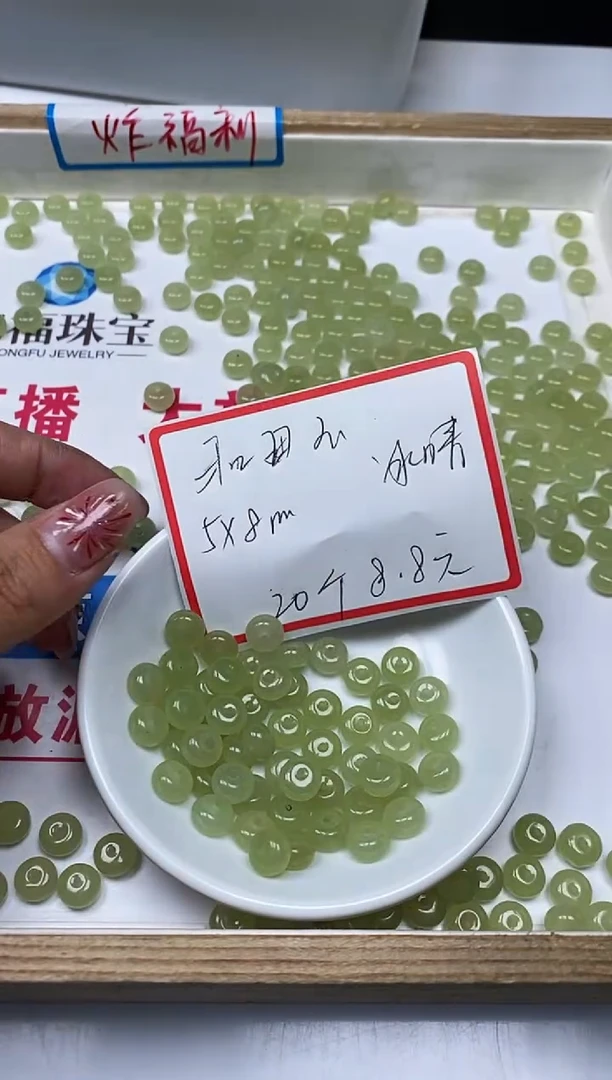 炸福利
福珠宝
ONGFU JEWELRY
播
和田玉 冰晴
5X8m
20个 8.8元
放